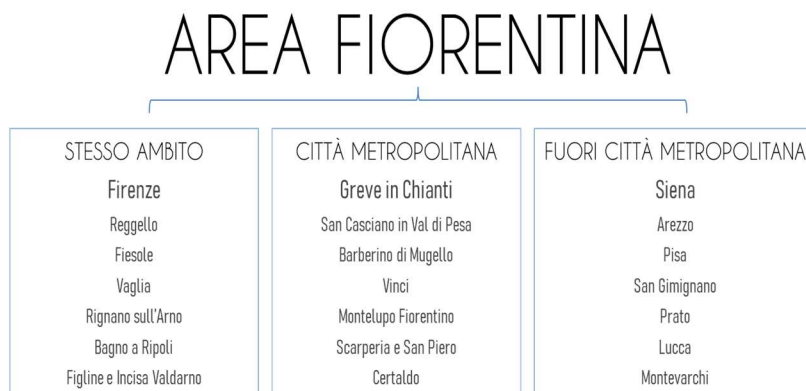 AREA FIORENTINA
STESSO AMBITO
Firenze
Reggello
Fiesole
Vaglia
Rignano sull'Arno
Bagno a Ripoli
Figline e Incisa Valdarno
CITTÀ METROPOLITANA
Greve in Chianti
San Casciano in Val di Pesa
Barberino di Mugello
Vinci
Montelupo Fiorentino
Scarperia e San Piero
Certaldo
FUORI CITTÀ METROPOLITANA
Siena
Arezzo
Pisa
San Gimignano
Prato
Lucca
Montevarchi